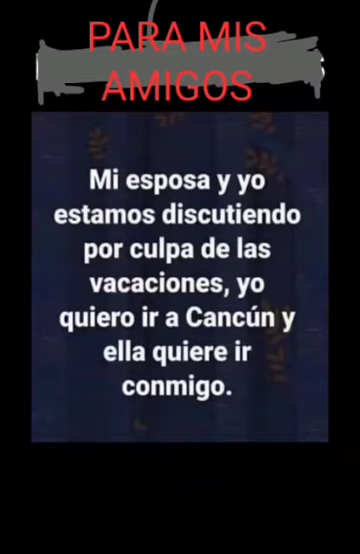 PARA MIS
AMIGOS
Mi esposa y yo
estamos discutiendo
por culpa de las
vacaciones, yo
quiero ir a Cancún y
ella quiere ir
conmigo.